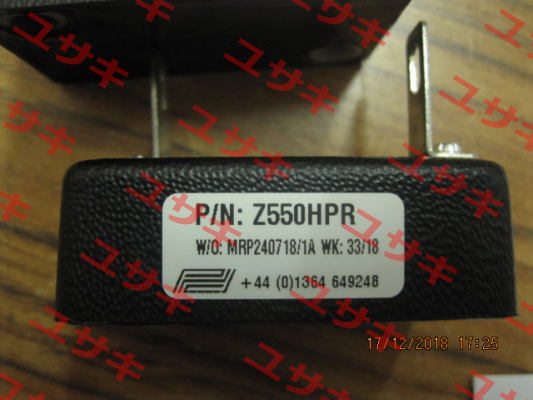 ユサキ
P/N: Z550HPR
W/O: MRP240718/1A WK: 33/18
+44 (0)1364 649248
17/12/2018 17:25